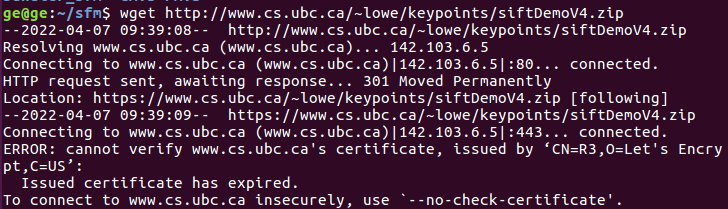 ge@ge:~/sfm$ wget http://www.cs.ubc.ca/~lowe/keypoints/siftDemoV4.zip
--2022-04-07 09:39:08--  http://www.cs.ubc.ca/~lowe/keypoints/siftDemoV4.zip
Resolving www.cs.ubc.ca (www.cs.ubc.ca)... 142.103.6.5
Connecting to www.cs.ubc.ca (www.cs.ubc.ca)|142.103.6.5|:80... connected.
HTTP request sent, awaiting response... 301 Moved Permanently
Location: https://www.cs.ubc.ca/~lowe/keypoints/siftDemoV4.zip [following]
--2022-04-07 09:39:09--  https://www.cs.ubc.ca/~lowe/keypoints/siftDemoV4.zip
Connecting to www.cs.ubc.ca (www.cs.ubc.ca)|142.103.6.5|:443... connected.
ERROR: cannot verify www.cs.ubc.ca's certificate, issued by ‘CN=R3,O=Let's Encry
pt,C=US’:
  Issued certificate has expired.
To connect to www.cs.ubc.ca insecurely, use `--no-check-certificate'.